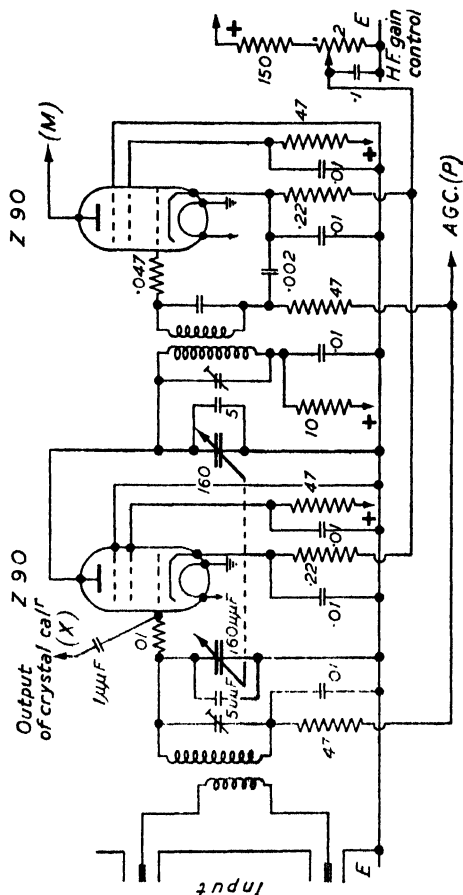 Input
E
Output
of crystal cal'r
(X)
1μμF
Z 90
.01
50μμF
160μμF
47
.01
.01
.22
.01
47
+
160
5
10
+
.01
Z 90
(M)
.047
.002
47
.01
.22
.01
47
+
AGC.(P)
+
150
2
.1
E
H.F. gain
control